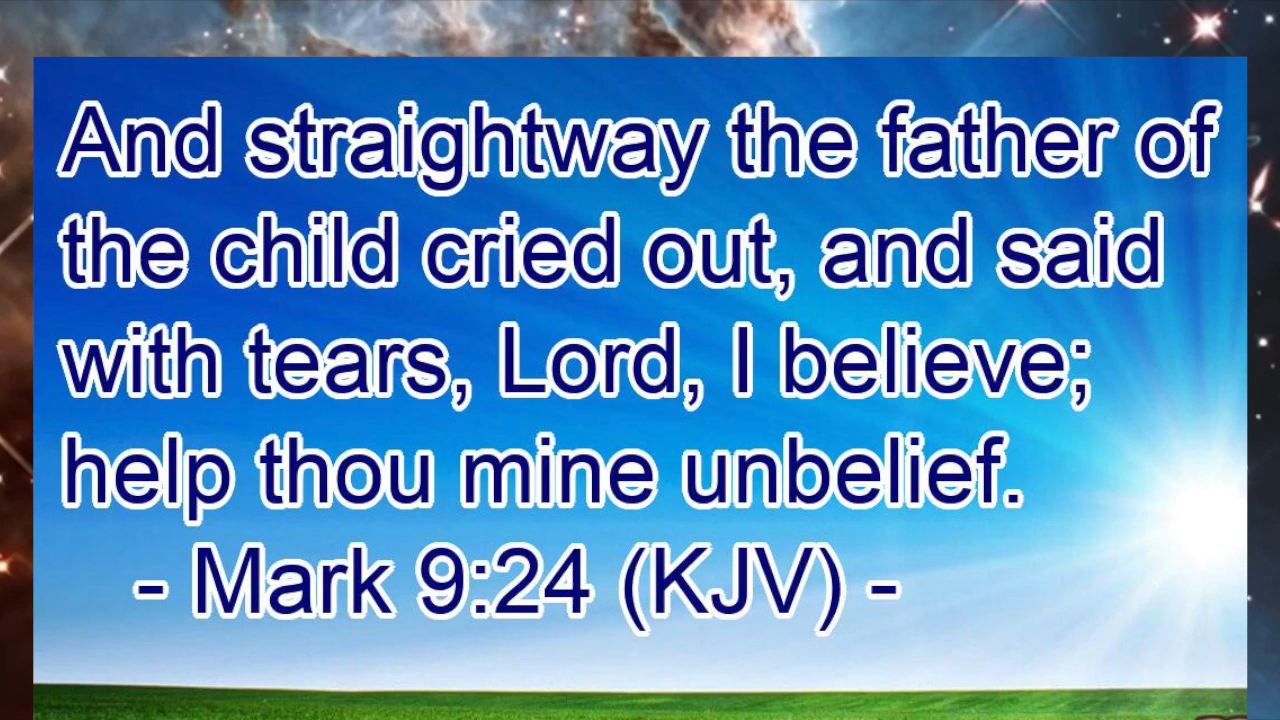 And straightway the father of
the child cried out, and said
with tears, Lord, I believe;
help thou mine unbelief.
- Mark 9:24 (KJV) -